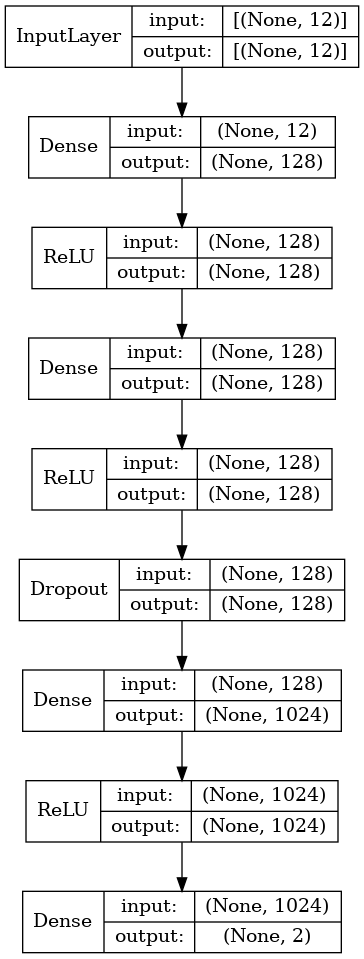 InputLayer input: [(None, 12)]
output: [(None, 12)]
Dense input: (None, 12)
output: (None, 128)
ReLU input: (None, 128)
output: (None, 128)
Dense input: (None, 128)
output: (None, 128)
ReLU input: (None, 128)
output: (None, 128)
Dropout input: (None, 128)
output: (None, 128)
Dense input: (None, 128)
output: (None, 1024)
ReLU input: (None, 1024)
output: (None, 1024)
Dense input: (None, 1024)
output: (None, 2)